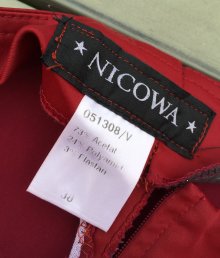 ★ NICOWA ★
051308/V
73% Acetat
24% Polyamid
3% Elastan
38